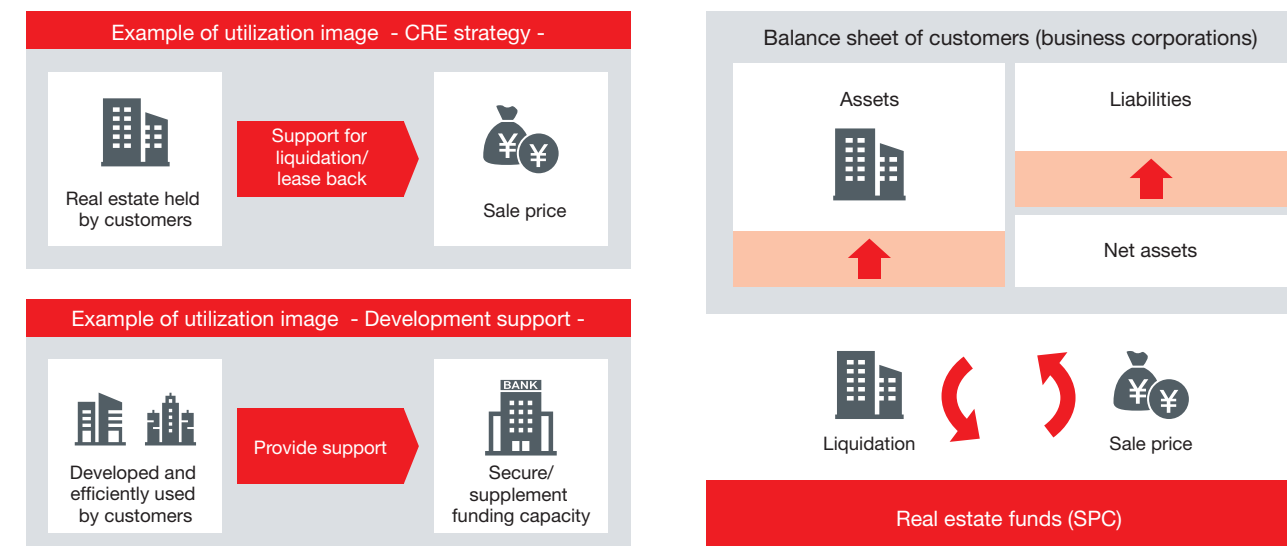 Example of utilization image - CRE strategy -
Real estate held
by customers
Support for
liquidation/
lease back
¥ ¥
Sale price
Example of utilization image - Development support -
Developed and
efficiently used
by customers
Provide support
BANK
Secure/
supplement
funding capacity
Balance sheet of customers (business corporations)
Assets
Liabilities
Net assets
Liquidation
¥ ¥
Sale price
Real estate funds (SPC)